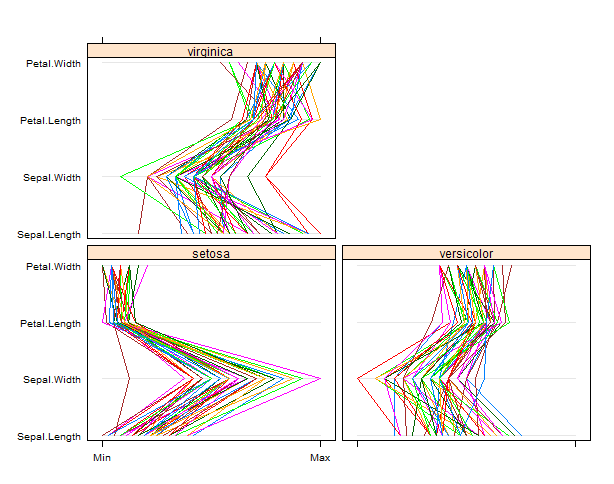 virginica
Petal.Width
Petal.Length
Sepal.Width
Sepal.Length
setosa
versicolor
Petal.Width
Petal.Length
Sepal.Width
Sepal.Length
Min
Max